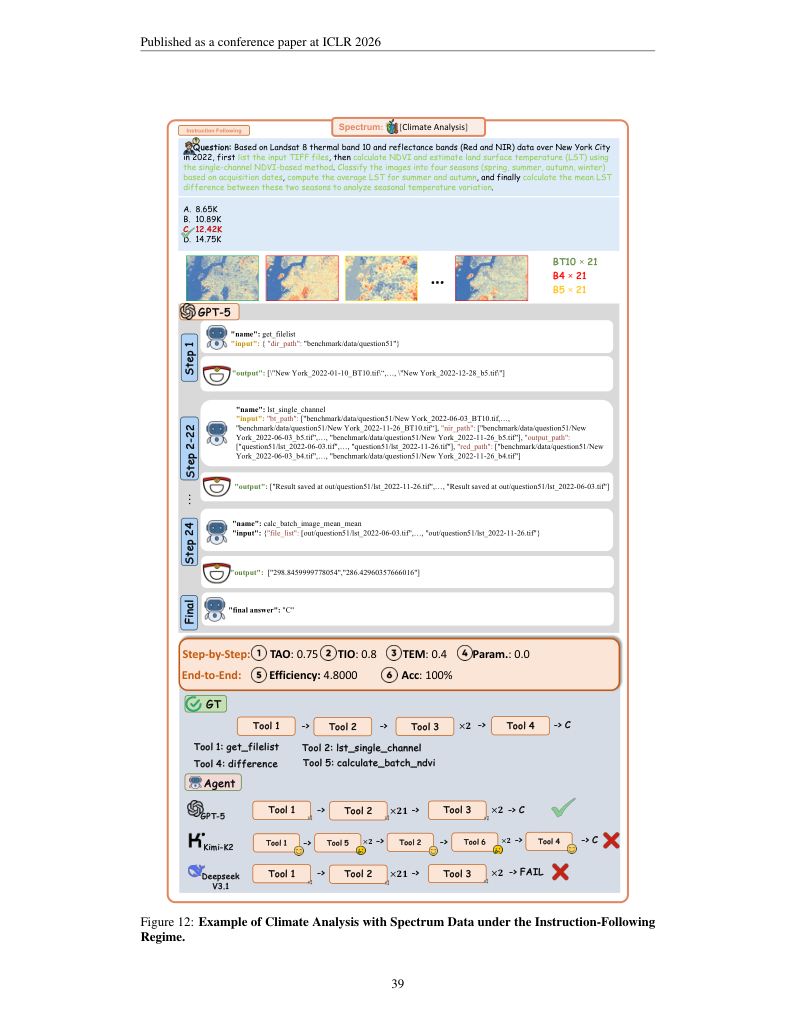 Published as a conference paper at ICLR 2026
Instruction Following
Spectrum: [Climate Analysis]
Question: Based on Landsat 8 thermal band 10 and reflectance bands (Red and NIR) data over New York City
in 2022, first list the input TIFF files, then calculate NDVI and estimate land surface temperature (LST) using
the single-channel NDVI-based method. Classify the images into four seasons (spring, summer, autumn, winter)
based on acquisition dates, compute the average LST for summer and autumn, and finally calculate the mean LST
difference between these two seasons to analyze seasonal temperature variation.
A. 8.65K
B. 10.89K
C. 12.42K
D. 14.75K
...
BT10 × 21
B4 × 21
B5 × 21
GPT-5
Step 1
"name": get_filelist
"input": { "dir_path": "benchmark/data/question51"}
"output": [\"New York_2022-01-10_BT10.tif\",…, \"New York_2022-12-28_b5.tif\"]
Step 2-22
"name": lst_single_channel
"input": "bt_path": ["benchmark/data/question51/New York_2022-06-03_BT10.tif,…,
"benchmark/data/question51/New York_2022-11-26_BT10.tif"], "nir_path": ["benchmark/data/question51/New
York_2022-06-03_b5.tif",…, "benchmark/data/question51/New York_2022-11-26_b5.tif"], "output_path":
["question51/lst_2022-06-03.tif",…, "question51/lst_2022-11-26.tif"], "red_path": ["benchmark/data/question51/New
York_2022-06-03_b4.tif",…, "benchmark/data/question51/New York_2022-11-26_b4.tif"]
"output": ["Result saved at out/question51/lst_2022-11-26.tif",…, "Result saved at out/question51/lst_2022-06-03.tif"]
...
Step 24
"name": calc_batch_image_mean_mean
"input": {"file_list": [out/question51/lst_2022-06-03.tif",…, "out/question51/lst_2022-11-26.tif"}
"output": ["298.8459999778054","286.42960357666016"]
Final
"final answer": "C"
Step-by-Step: 1 TAO: 0.75 2 TIO: 0.8 3 TEM: 0.4 4 Param.: 0.0
End-to-End: 5 Efficiency: 4.8000 6 Acc: 100%
GT
Tool 1 -> Tool 2 -> Tool 3 ×2 -> Tool 4 -> C
Tool 1: get_filelist Tool 2: lst_single_channel
Tool 4: difference Tool 5: calculate_batch_ndvi
Agent
GPT-5 Tool 1 -> Tool 2 ×21 -> Tool 3 ×2 -> C
Kimi-K2 Tool 1 -> Tool 5 ×2 -> Tool 2 -> Tool 6 ×2 -> Tool 4 -> C
Deepseek V3.1 Tool 1 -> Tool 2 ×21 -> Tool 3 ×2 -> FAIL
Figure 12: Example of Climate Analysis with Spectrum Data under the Instruction-Following
Regime.
39